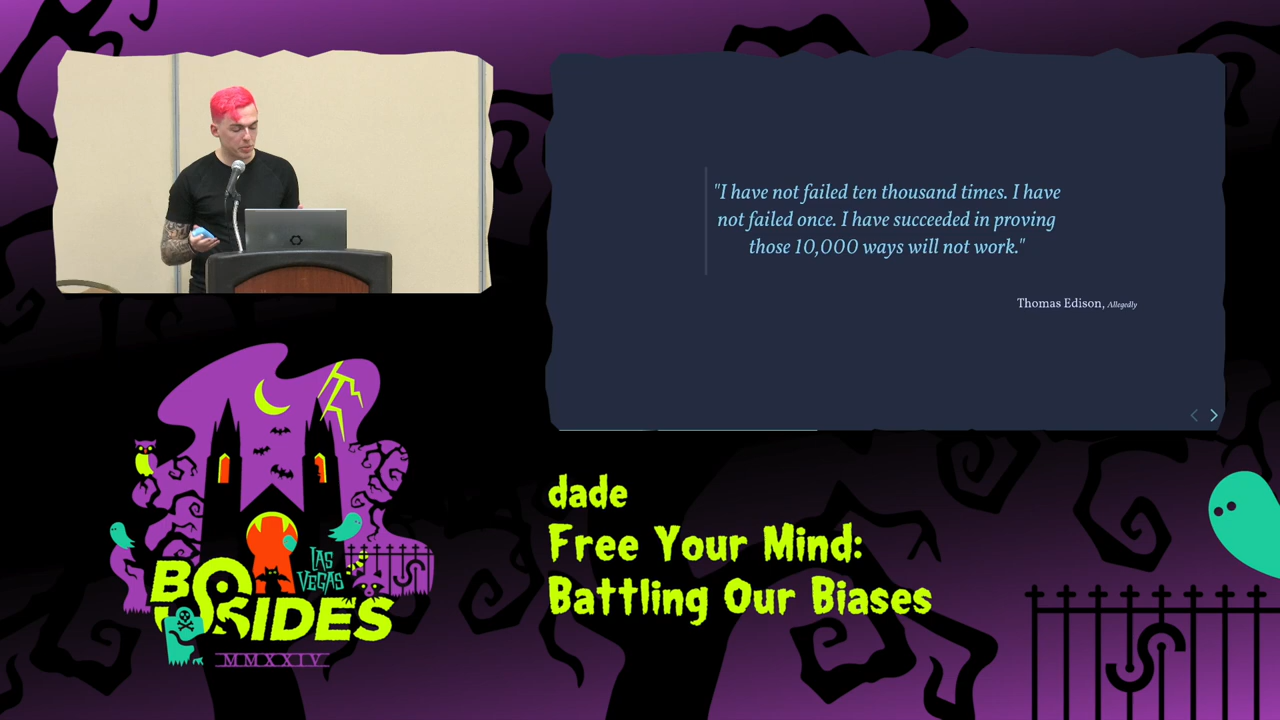 "I have not failed ten thousand times. I have
not failed once. I have succeeded in proving
those 10,000 ways will not work."
Thomas Edison, Allegedly
dade
Free Your Mind:
Battling Our Biases
LAS
VEGAS
BSIDES
MMXXIV